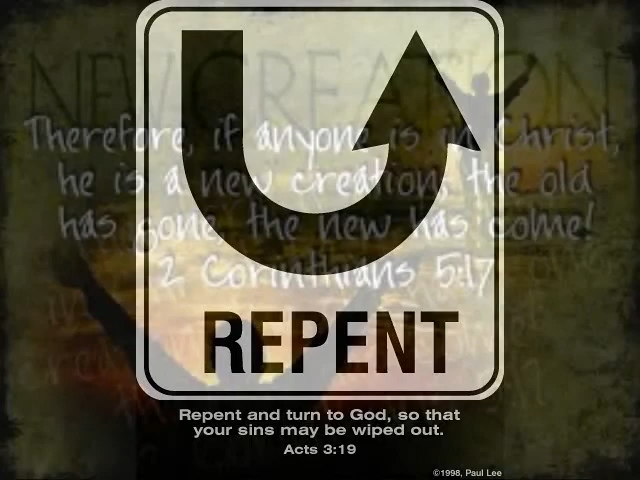 NEW CREATION
Therefore, if anyone is in Christ,
he is a new creation, the old
has gone, the new has come!
2 Corinthians 5:17
REPENT
Repent and turn to God, so that
your sins may be wiped out.
Acts 3:19
©1998, Paul Lee